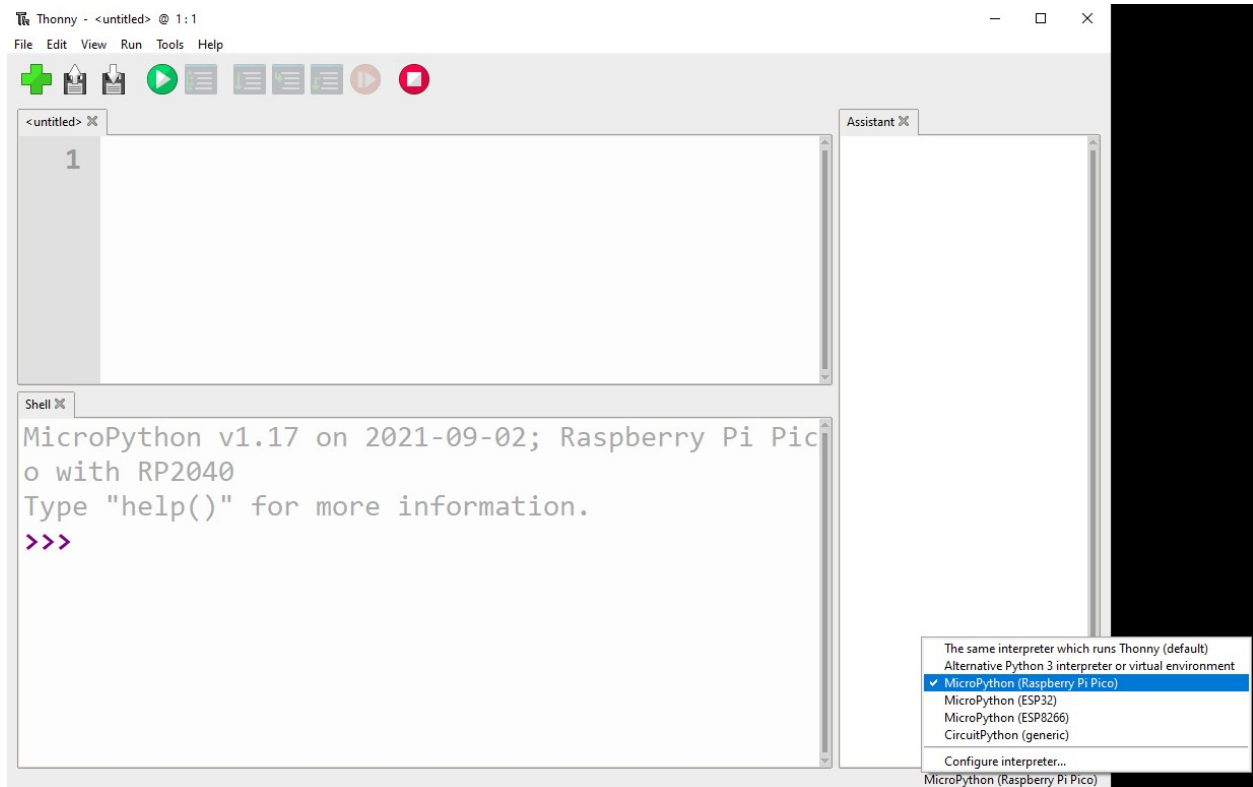 Thonny - <untitled> @ 1:1
File Edit View Run Tools Help
<untitled>
1
Assistant
Shell
MicroPython v1.17 on 2021-09-02; Raspberry Pi Pic
o with RP2040
Type "help()" for more information.
>>>
The same interpreter which runs Thonny (default)
Alternative Python 3 interpreter or virtual environment
MicroPython (Raspberry Pi Pico)
MicroPython (ESP32)
MicroPython (ESP8266)
CircuitPython (generic)
Configure interpreter...
MicroPython (Raspberry Pi Pico)